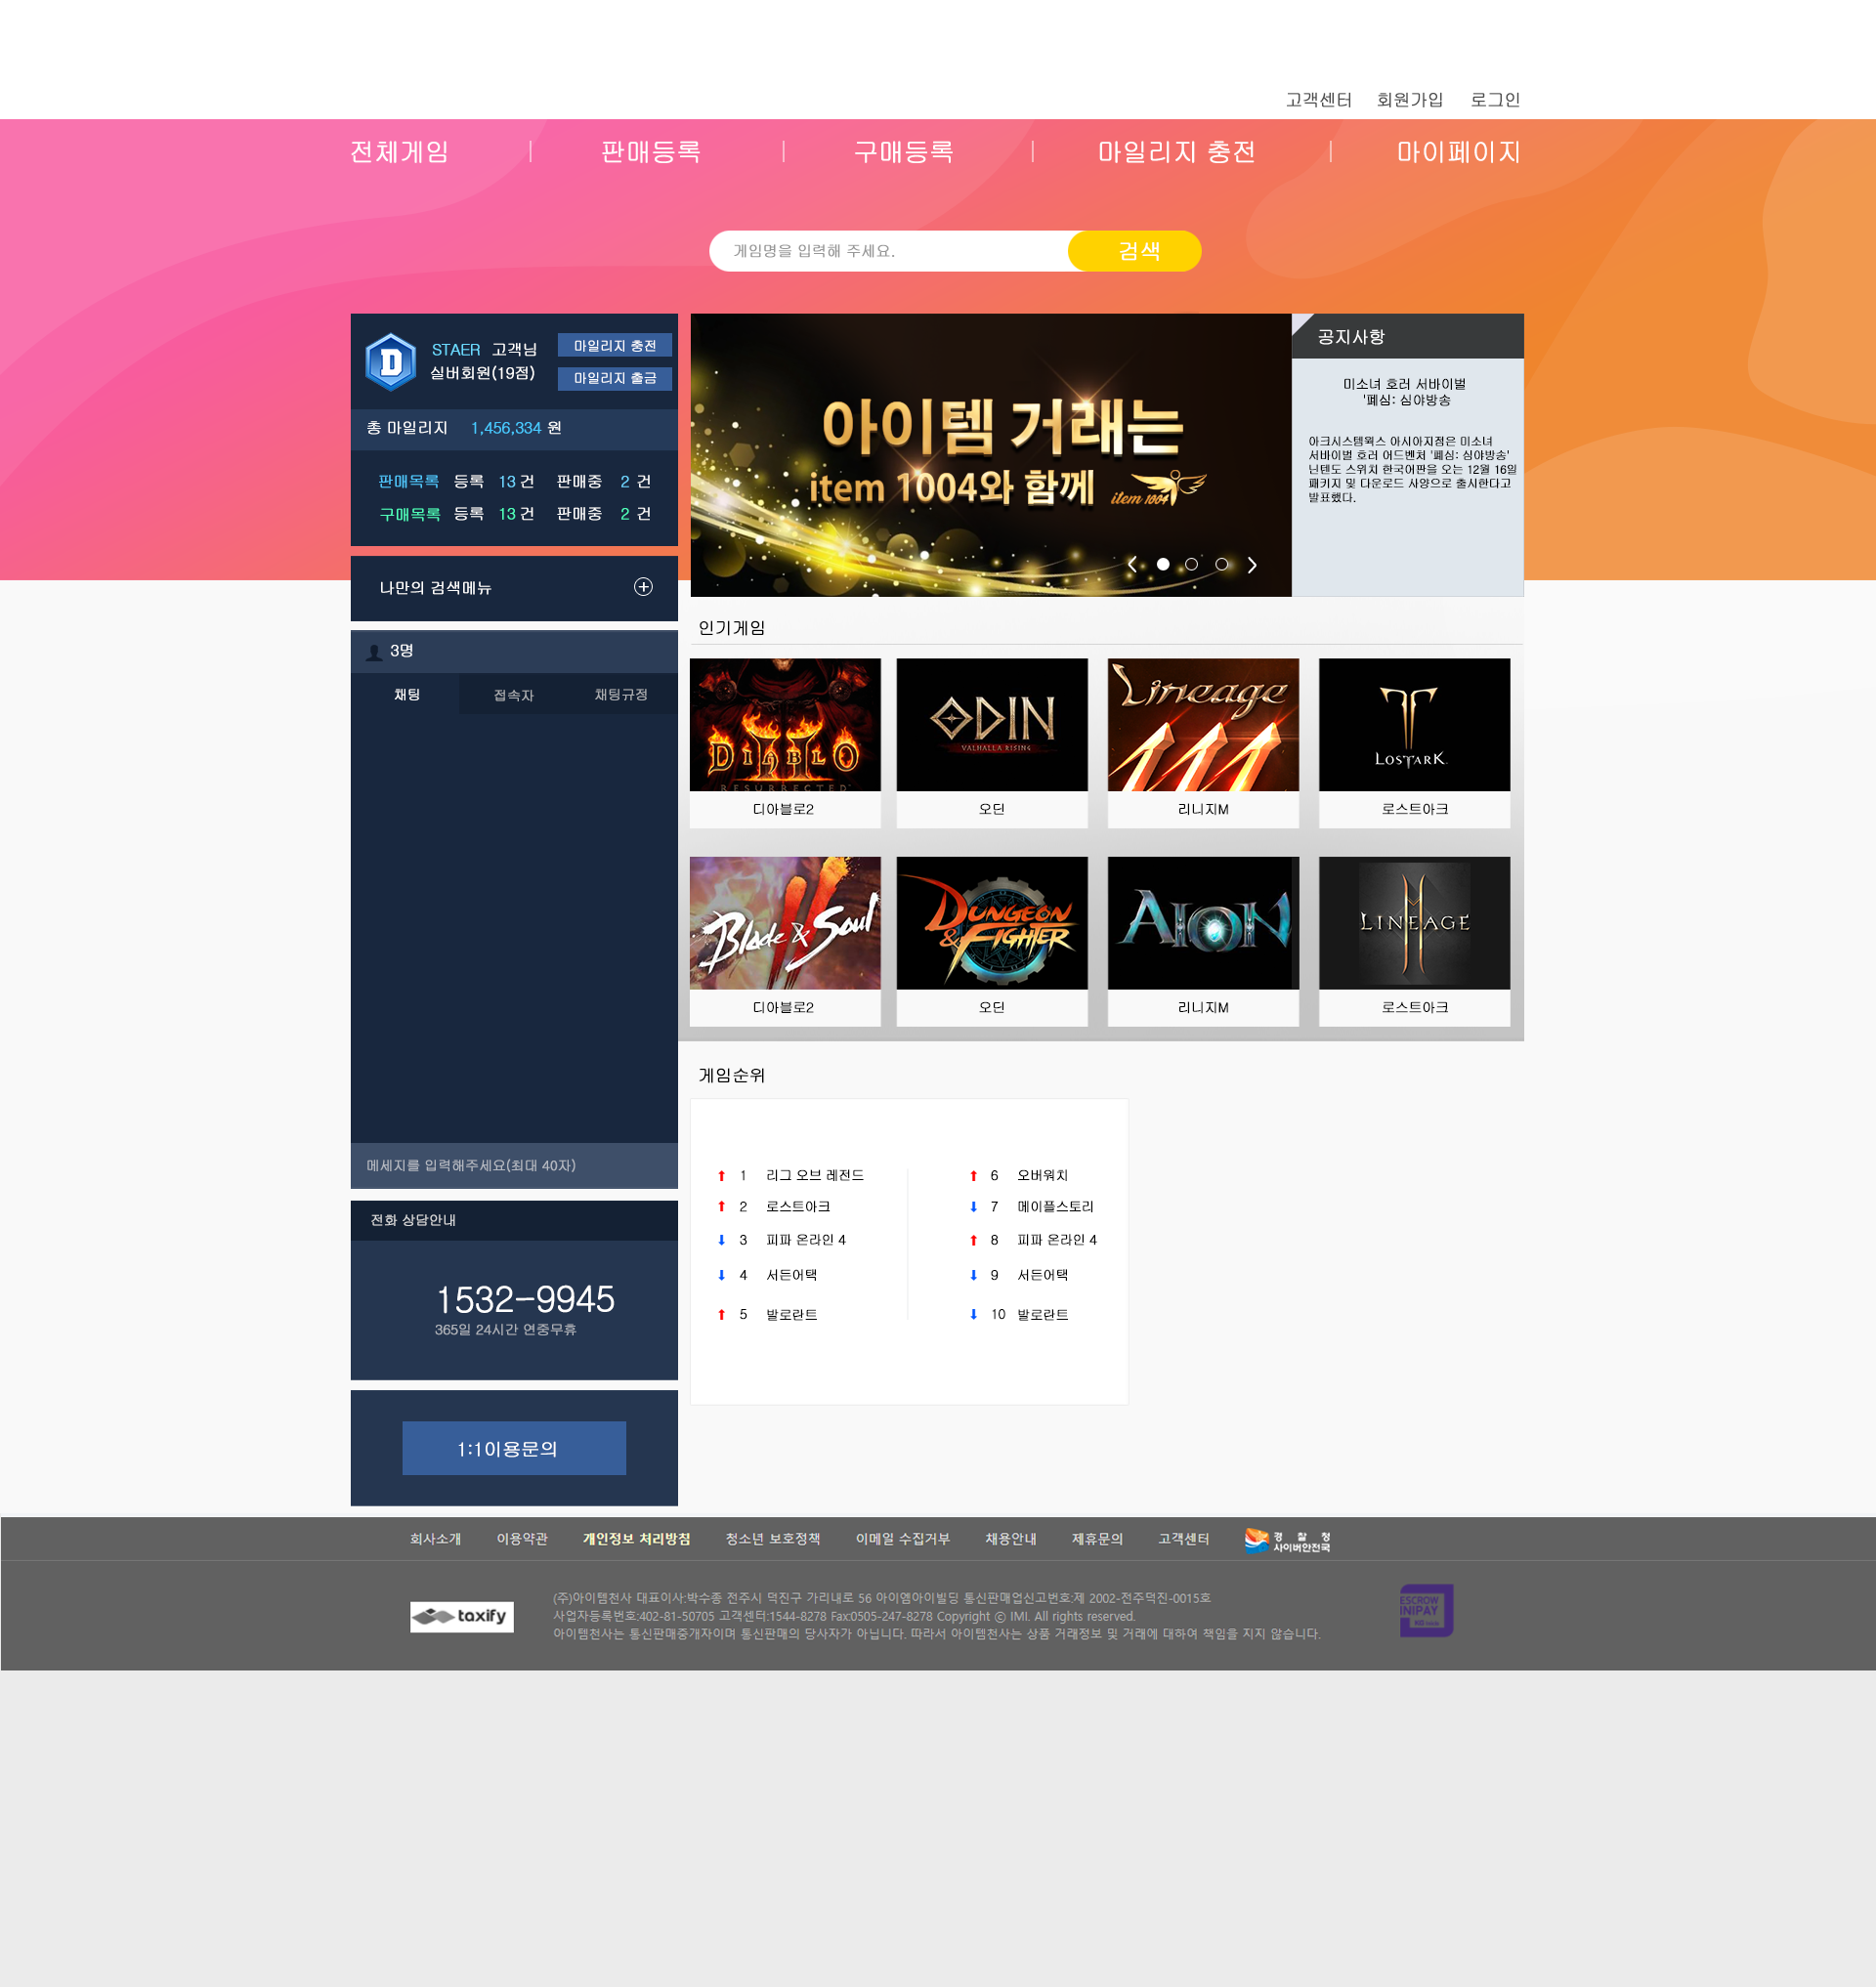 고객센터 회원가입 로그인
전체게임 판매등록 구매등록 마일리지 충전 마이페이지
게임명을 입력해 주세요. 검색
STAER 고객님 마일리지 충전
실버회원(19점) 마일리지 출금
총 마일리지 1,456,334 원
판매목록 등록 13 건 판매중 2 건
구매목록 등록 13 건 판매중 2 건
나만의 검색메뉴
3명
채팅 접속자 채팅규정
메세지를 입력해주세요(최대 40자)
전화 상담안내
1532-9945
365일 24시간 연중무휴
1:1이용문의
아이템 거래는
item 1004와 함께 item 1004
공지사항
미소녀 호러 서바이벌
'폐심: 심야방송
아크시스템웍스 아시아지점은 미소녀
서바이벌 호러 어드벤처 '폐심: 심야방송'
닌텐도 스위치 한국어판을 오는 12월 16일
패키지 및 다운로드 사양으로 출시한다고
발표했다.
인기게임
DIABLO II RESURRECTED
ODIN VALHALLA RISING
Lineage M
LOST ARK
디아블로2 오딘 리니지M 로스트아크
Blade & Soul II
DUNGEON & FIGHTER
AION
LINEAGE II
디아블로2 오딘 리니지M 로스트아크
게임순위
1 리그 오브 레전드 6 오버워치
2 로스트아크 7 메이플스토리
3 피파 온라인 4 8 피파 온라인 4
4 서든어택 9 서든어택
5 발로란트 10 발로란트
회사소개 이용약관 개인정보 처리방침 청소년 보호정책 이메일 수집거부 채용안내 제휴문의 고객센터 경찰청 사이버안전국
taxify
(주)아이템천사 대표이사:박수종 전주시 덕진구 가리내로 56 아이엠아이빌딩 통신판매업신고번호:제 2002-전주덕진-0015호
사업자등록번호:402-81-50705 고객센터:1544-8278 Fax:0505-247-8278 Copyright ⓒ IMI. All rights reserved.
아이템천사는 통신판매중개자이며 통신판매의 당사자가 아닙니다. 따라서 아이템천사는 상품 거래정보 및 거래에 대하여 책임을 지지 않습니다.
ESCROW
INIPAY